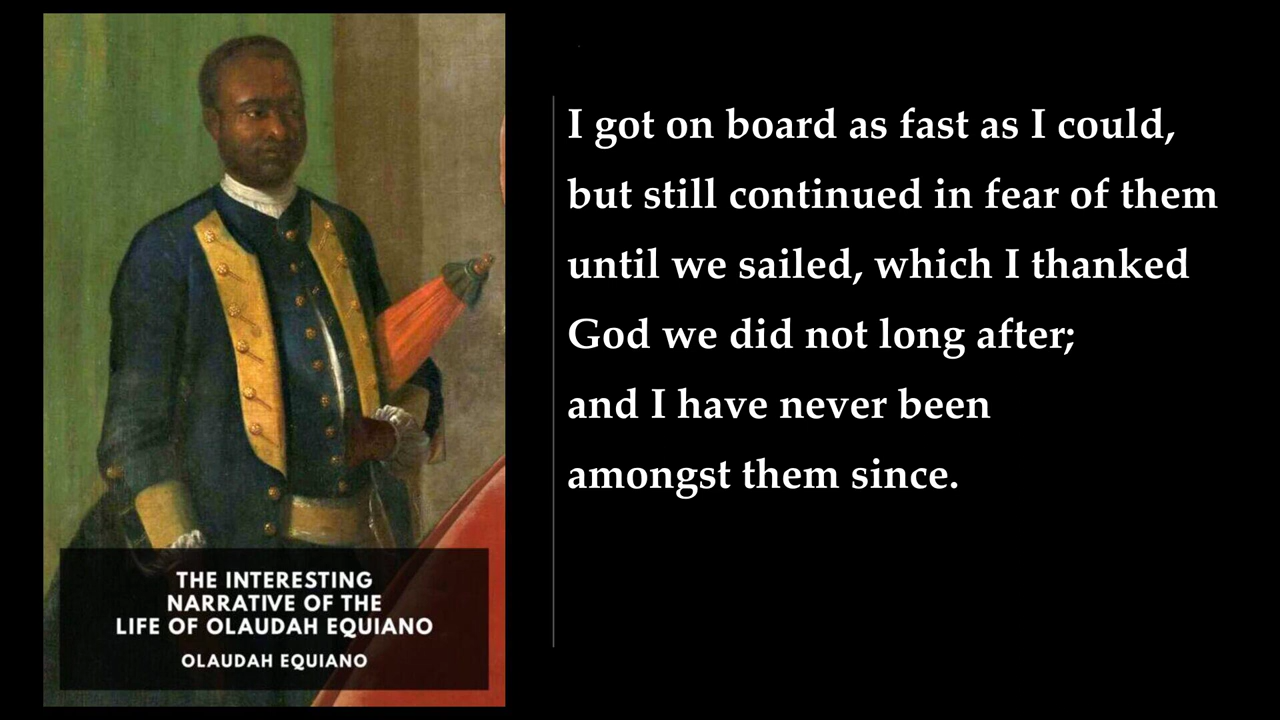 THE INTERESTING
NARRATIVE OF THE
LIFE OF OLAUDAH EQUIANO
OLAUDAH EQUIANO
I got on board as fast as I could,
but still continued in fear of them
until we sailed, which I thanked
God we did not long after;
and I have never been
amongst them since.